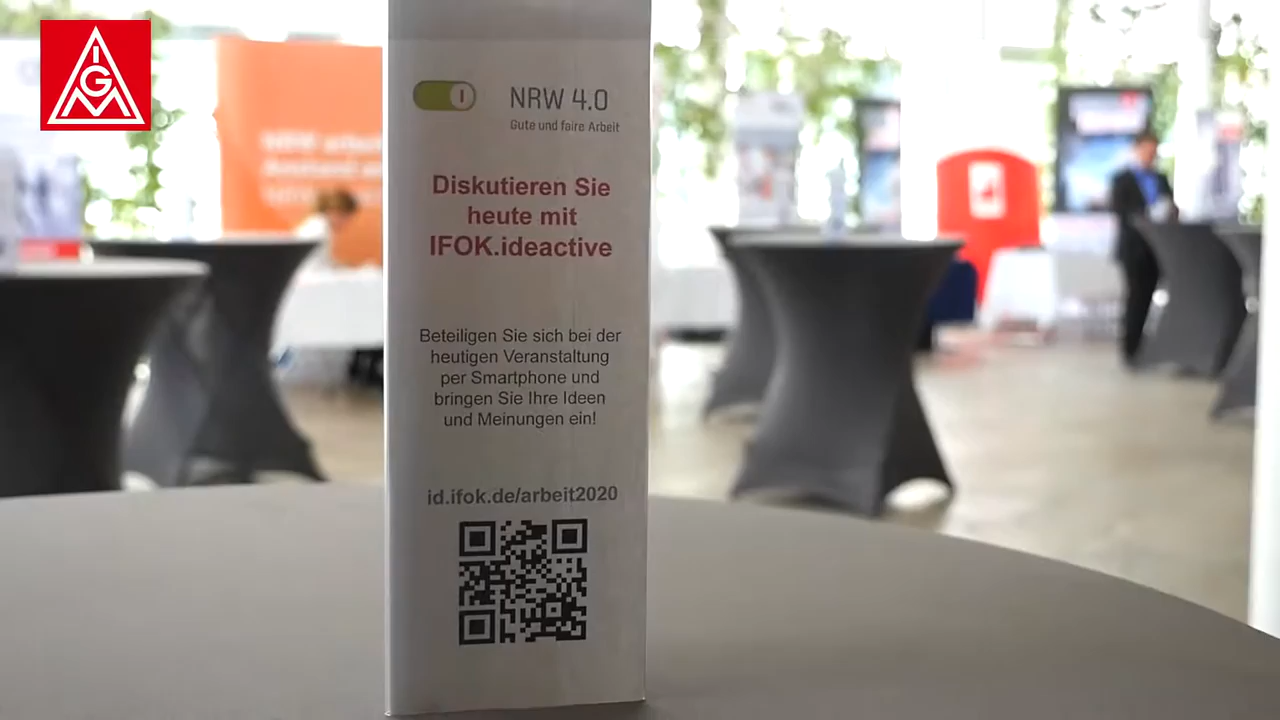 IGM
NRW 4.0
Gute und faire Arbeit
Diskutieren Sie
heute mit
IFOK.ideactive
Beteiligen Sie sich bei der
heutigen Veranstaltung
per Smartphone und
bringen Sie Ihre Ideen
und Meinungen ein!
id.ifok.de/arbeit2020